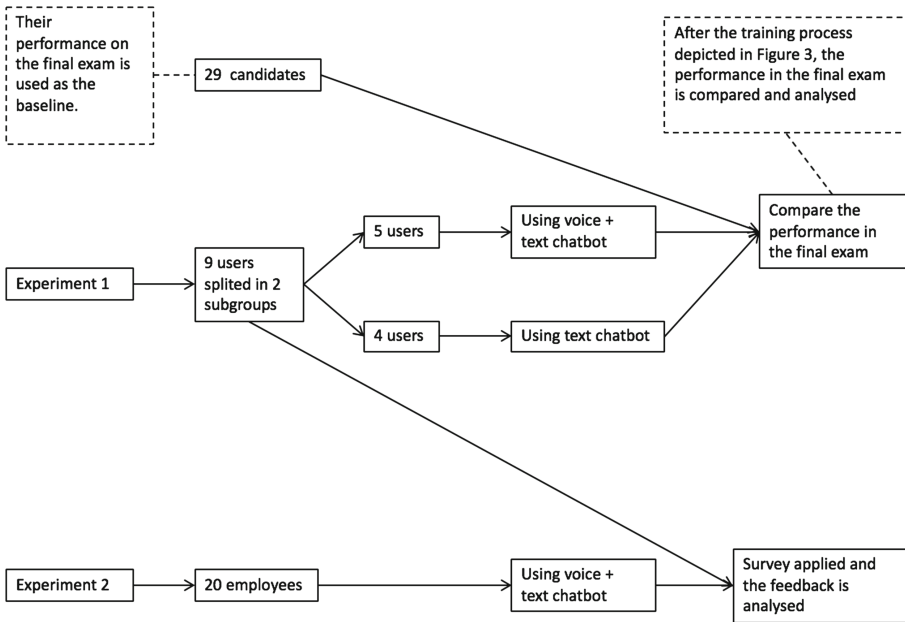 Their
performance on
the final exam is
used as the
baseline.
29 candidates
After the training process
depicted in Figure 3, the
performance in the final exam
is compared and analysed
Experiment 1
9 users
splited in 2
subgroups
5 users
Using voice +
text chatbot
4 users
Using text chatbot
Compare the
performance in
the final exam
Experiment 2
20 employees
Using voice +
text chatbot
Survey applied and
the feedback is
analysed